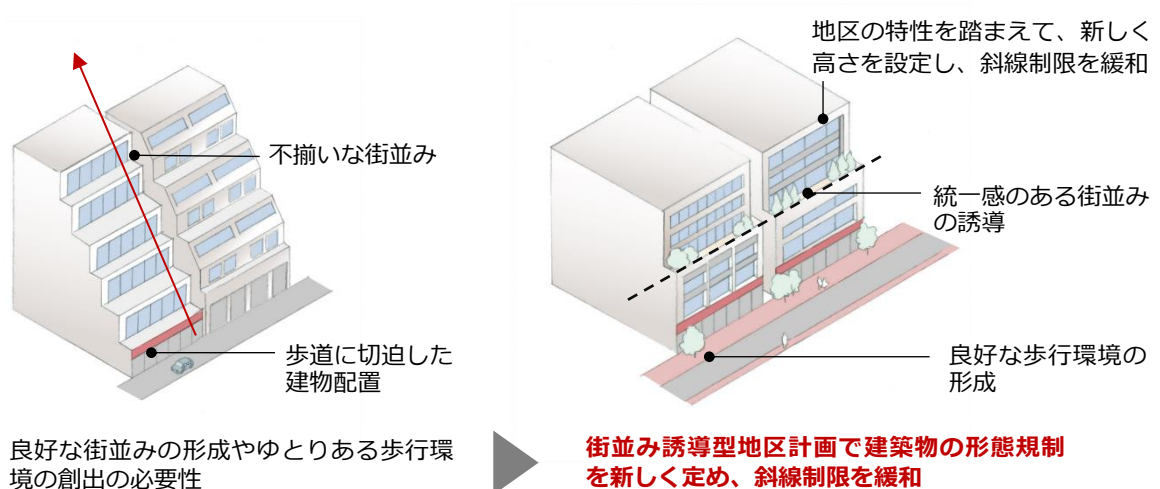 不揃いな街並み
歩道に切迫した
建物配置
良好な街並みの形成やゆとりある歩行環
境の創出の必要性
地区の特性を踏まえて、新しく
高さを設定し、斜線制限を緩和
統一感のある街並み
の誘導
良好な歩行環境の
形成
街並み誘導型地区計画で建築物の形態規制
を新しく定め、斜線制限を緩和